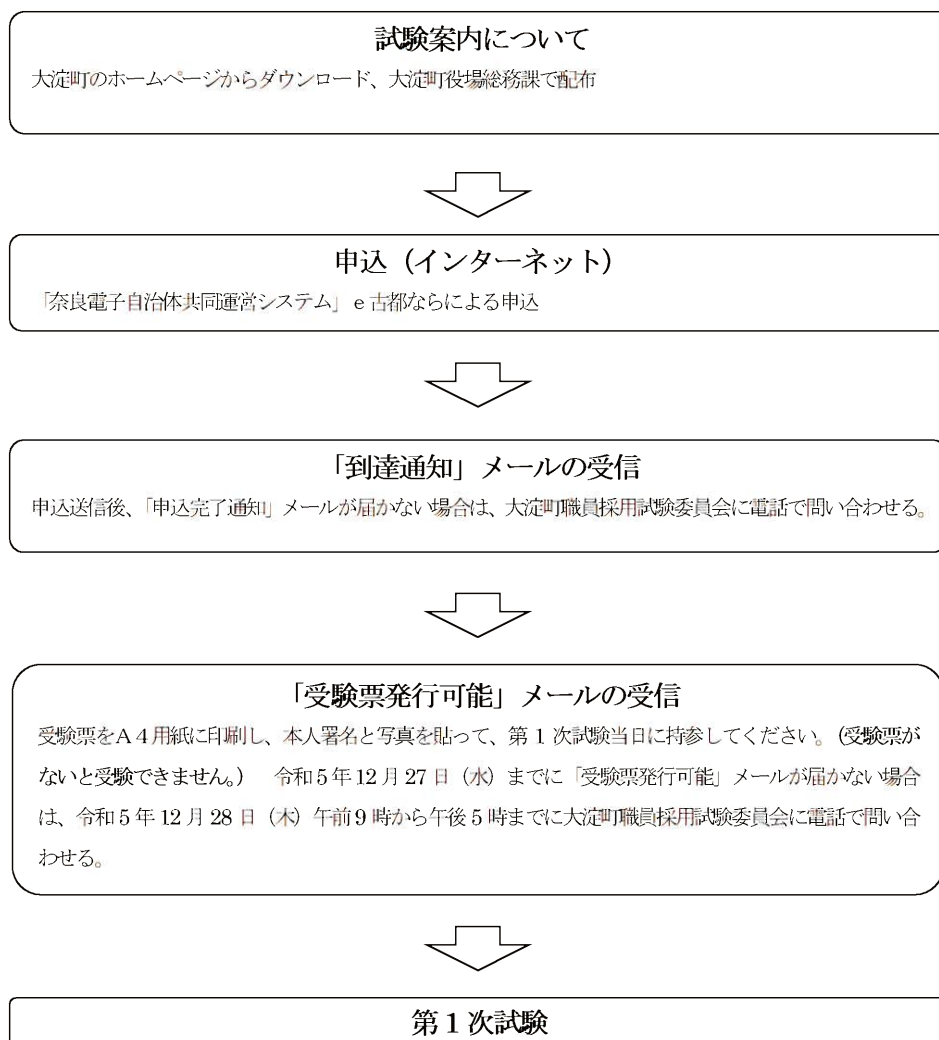 試験案内について
大淀町のホームページからダウンロード、大淀町役場総務課で配布
申込（インターネット）
「奈良電子自治体共同運営システム」ｅ古都ならによる申込
「到達通知」メールの受信
申込送信後、「申込完了通知」メールが届かない場合は、大淀町職員採用試験委員会に電話で問い合わせる。
「受験票発行可能」メールの受信
受験票をＡ４用紙に印刷し、本人署名と写真を貼って、第１次試験当日に持参してください。（受験票が
ないと受験できません。）　令和５年 12 月 27 日（水）までに「受験票発行可能」メールが届かない場合
は、令和５年 12 月 28 日（木）午前９時から午後５時までに大淀町職員採用試験委員会に電話で問い合
わせる。
第１次試験